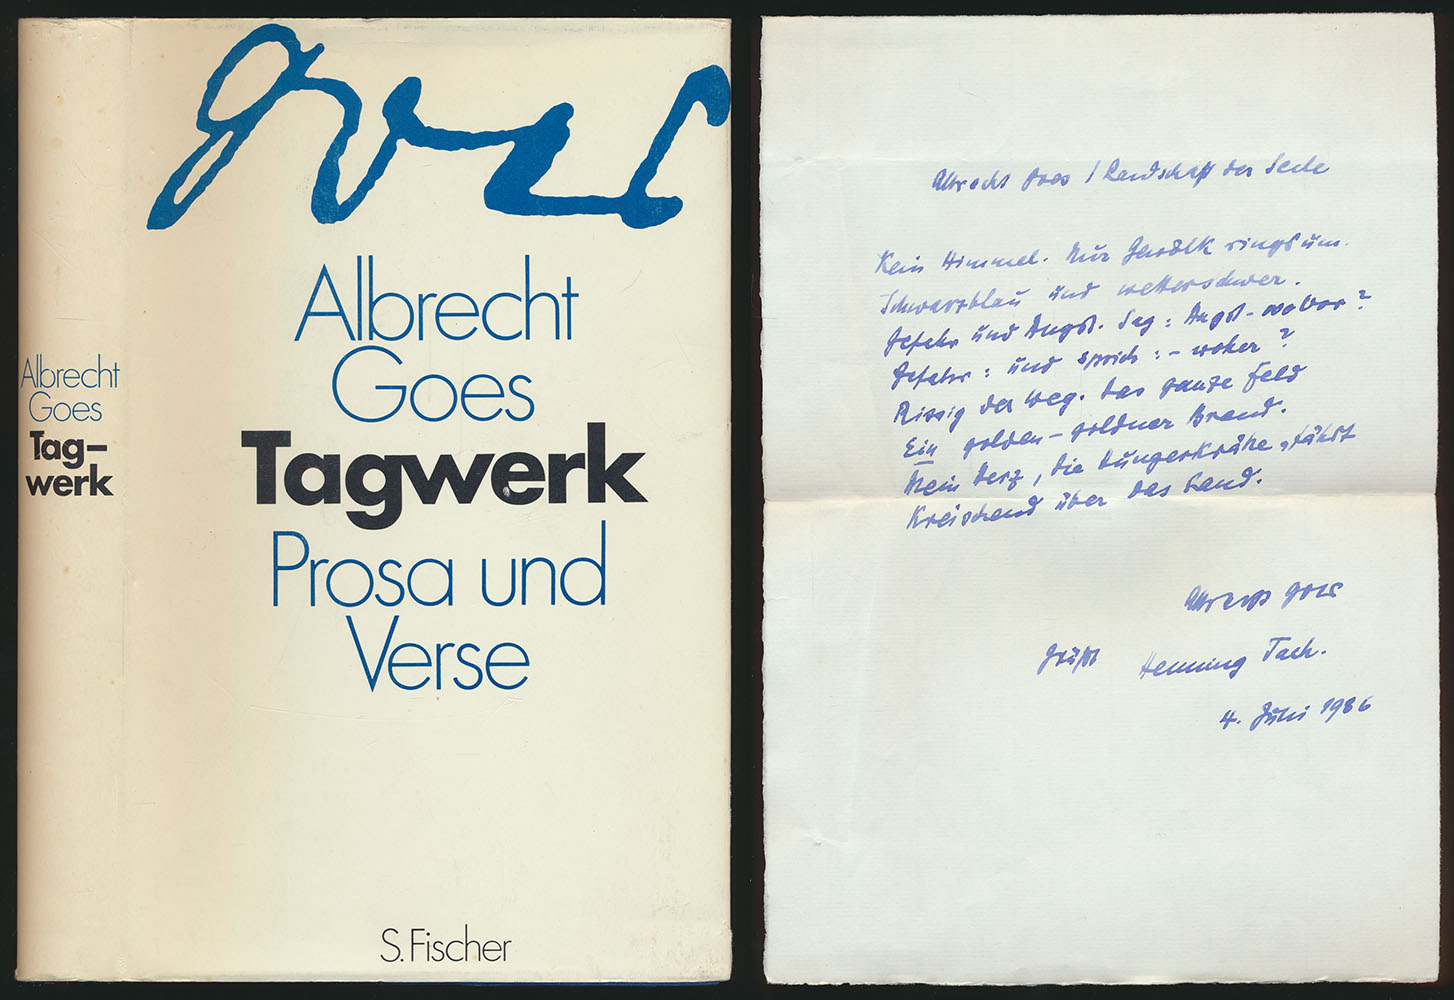 Albrecht
Goes
Tag-
werk
Goes
Albrecht
Goes
Tagwerk
Prosa und
Verse
S. Fischer
Albrecht Goes / Landschaft der Seele
Kein Himmel. Nur Gewölk ringsum.
Schwarzblau und wetterschwer.
Gefahr und Angst. Sag: Angst - wovor?
Gefahr: und sprich: - woher?
Rissig der Weg. Das ganze Feld
Ein golden-goldner Brand.
Mein Herz, die Hungerkrähe, fährt
Kreischend über das Land.
Albrecht Goes
grüßt Henning Tach.
4. Juli 1986